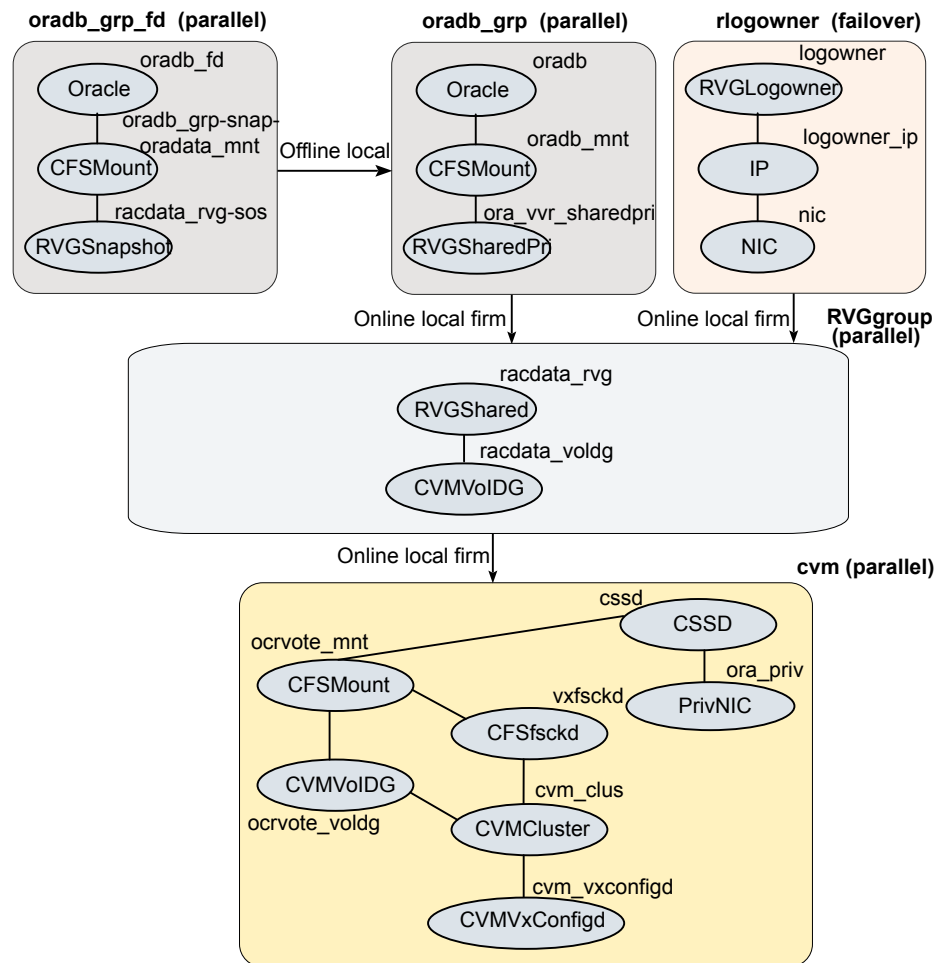 oradb_grp_fd (parallel)
oradb_grp (parallel)
rlogowner (failover)
oradb_fd
Oracle
oradb_grp-snap-
oradata_mnt
CFSMount
racdata_rvg-sos
RVGSnapshot
Offline local
oradb
Oracle
oradb_mnt
CFSMount
ora_vvr_sharedpri
RVGSharedPri
logowner
RVGLogowner
logowner_ip
IP
nic
NIC
Online local firm
Online local firm
RVGgroup
(parallel)
racdata_rvg
RVGShared
racdata_voldg
CVMVolDG
Online local firm
cvm (parallel)
cssd
CSSD
ocrvote_mnt
CFSMount
ora_priv
PrivNIC
vxfsckd
CFSfsckd
CVMVolDG
ocrvote_voldg
cvm_clus
CVMCluster
cvm_vxconfigd
CVMVxConfigd